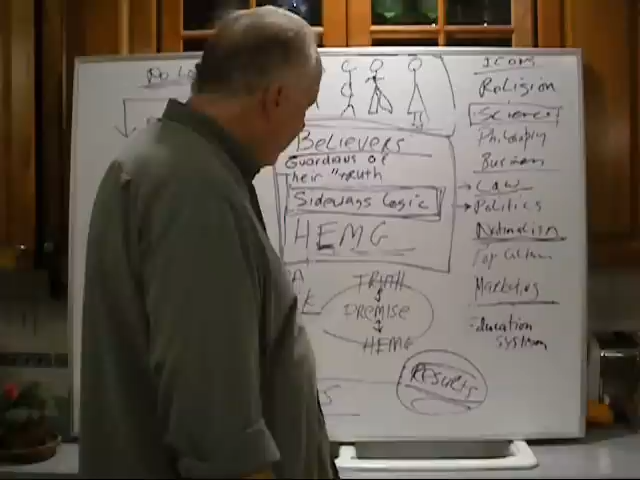 BELIEVERS
Guardians of
Their "Truth
Sideways Logic
HEMG
TRUTH
PREMISE
HEMG
RESULTS
S
ICONS
Religion
Science
Philosophy
Business
Law
Politics
Nationalism
Pop Culture
Marketing
Education
System